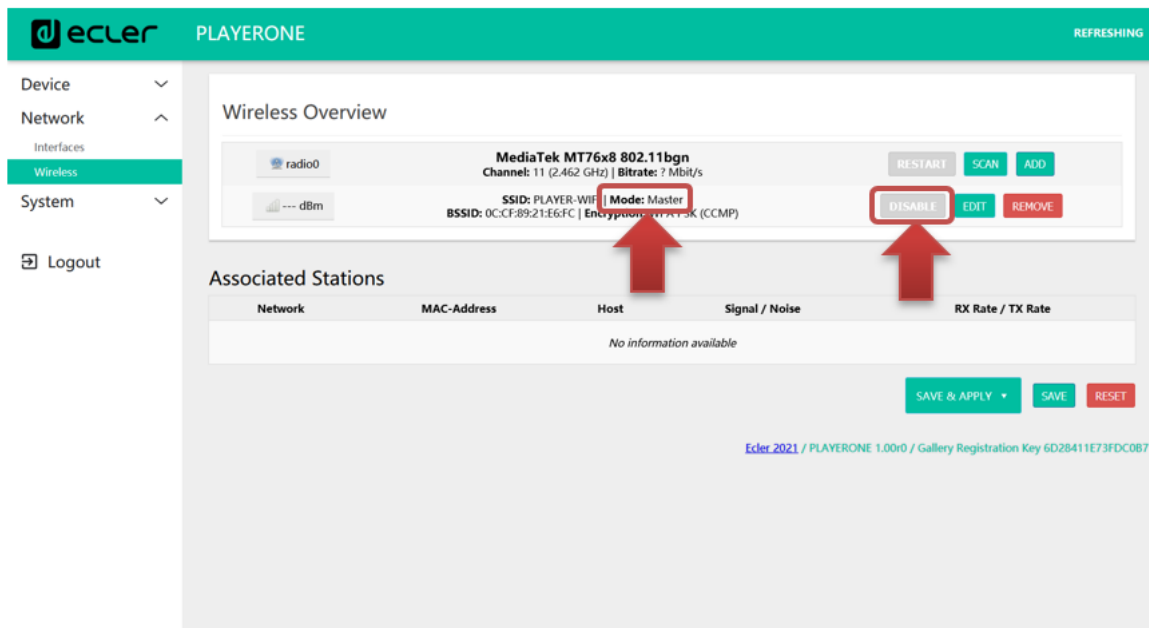 ecler PLAYERONE REFRESHING
Device
Network
Interfaces
Wireless
System
Logout
Wireless Overview
radio0
MediaTek MT76x8 802.11bgn
Channel: 11 (2.462 GHz) | Bitrate: ? Mbit/s
RESTART SCAN ADD
--- dBm
SSID: PLAYER-WIFI | Mode: Master
BSSID: 0C:CF:89:21:E6:FC | Encryption: (CCMP)
DISABLE EDIT REMOVE
Associated Stations
Network MAC-Address Host Signal / Noise RX Rate / TX Rate
No information available
SAVE & APPLY SAVE RESET
Ecler 2021 / PLAYERONE 1.00r0 / Gallery Registration Key 6D28411E73FDC0B7